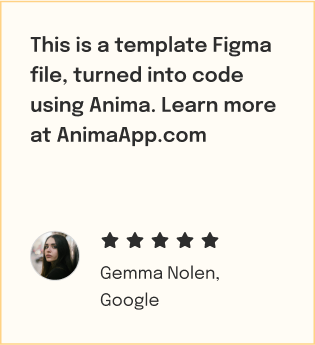 This is a template Figma
file, turned into code
using Anima. Learn more
at AnimaApp.com
Gemma Nolen,
Google